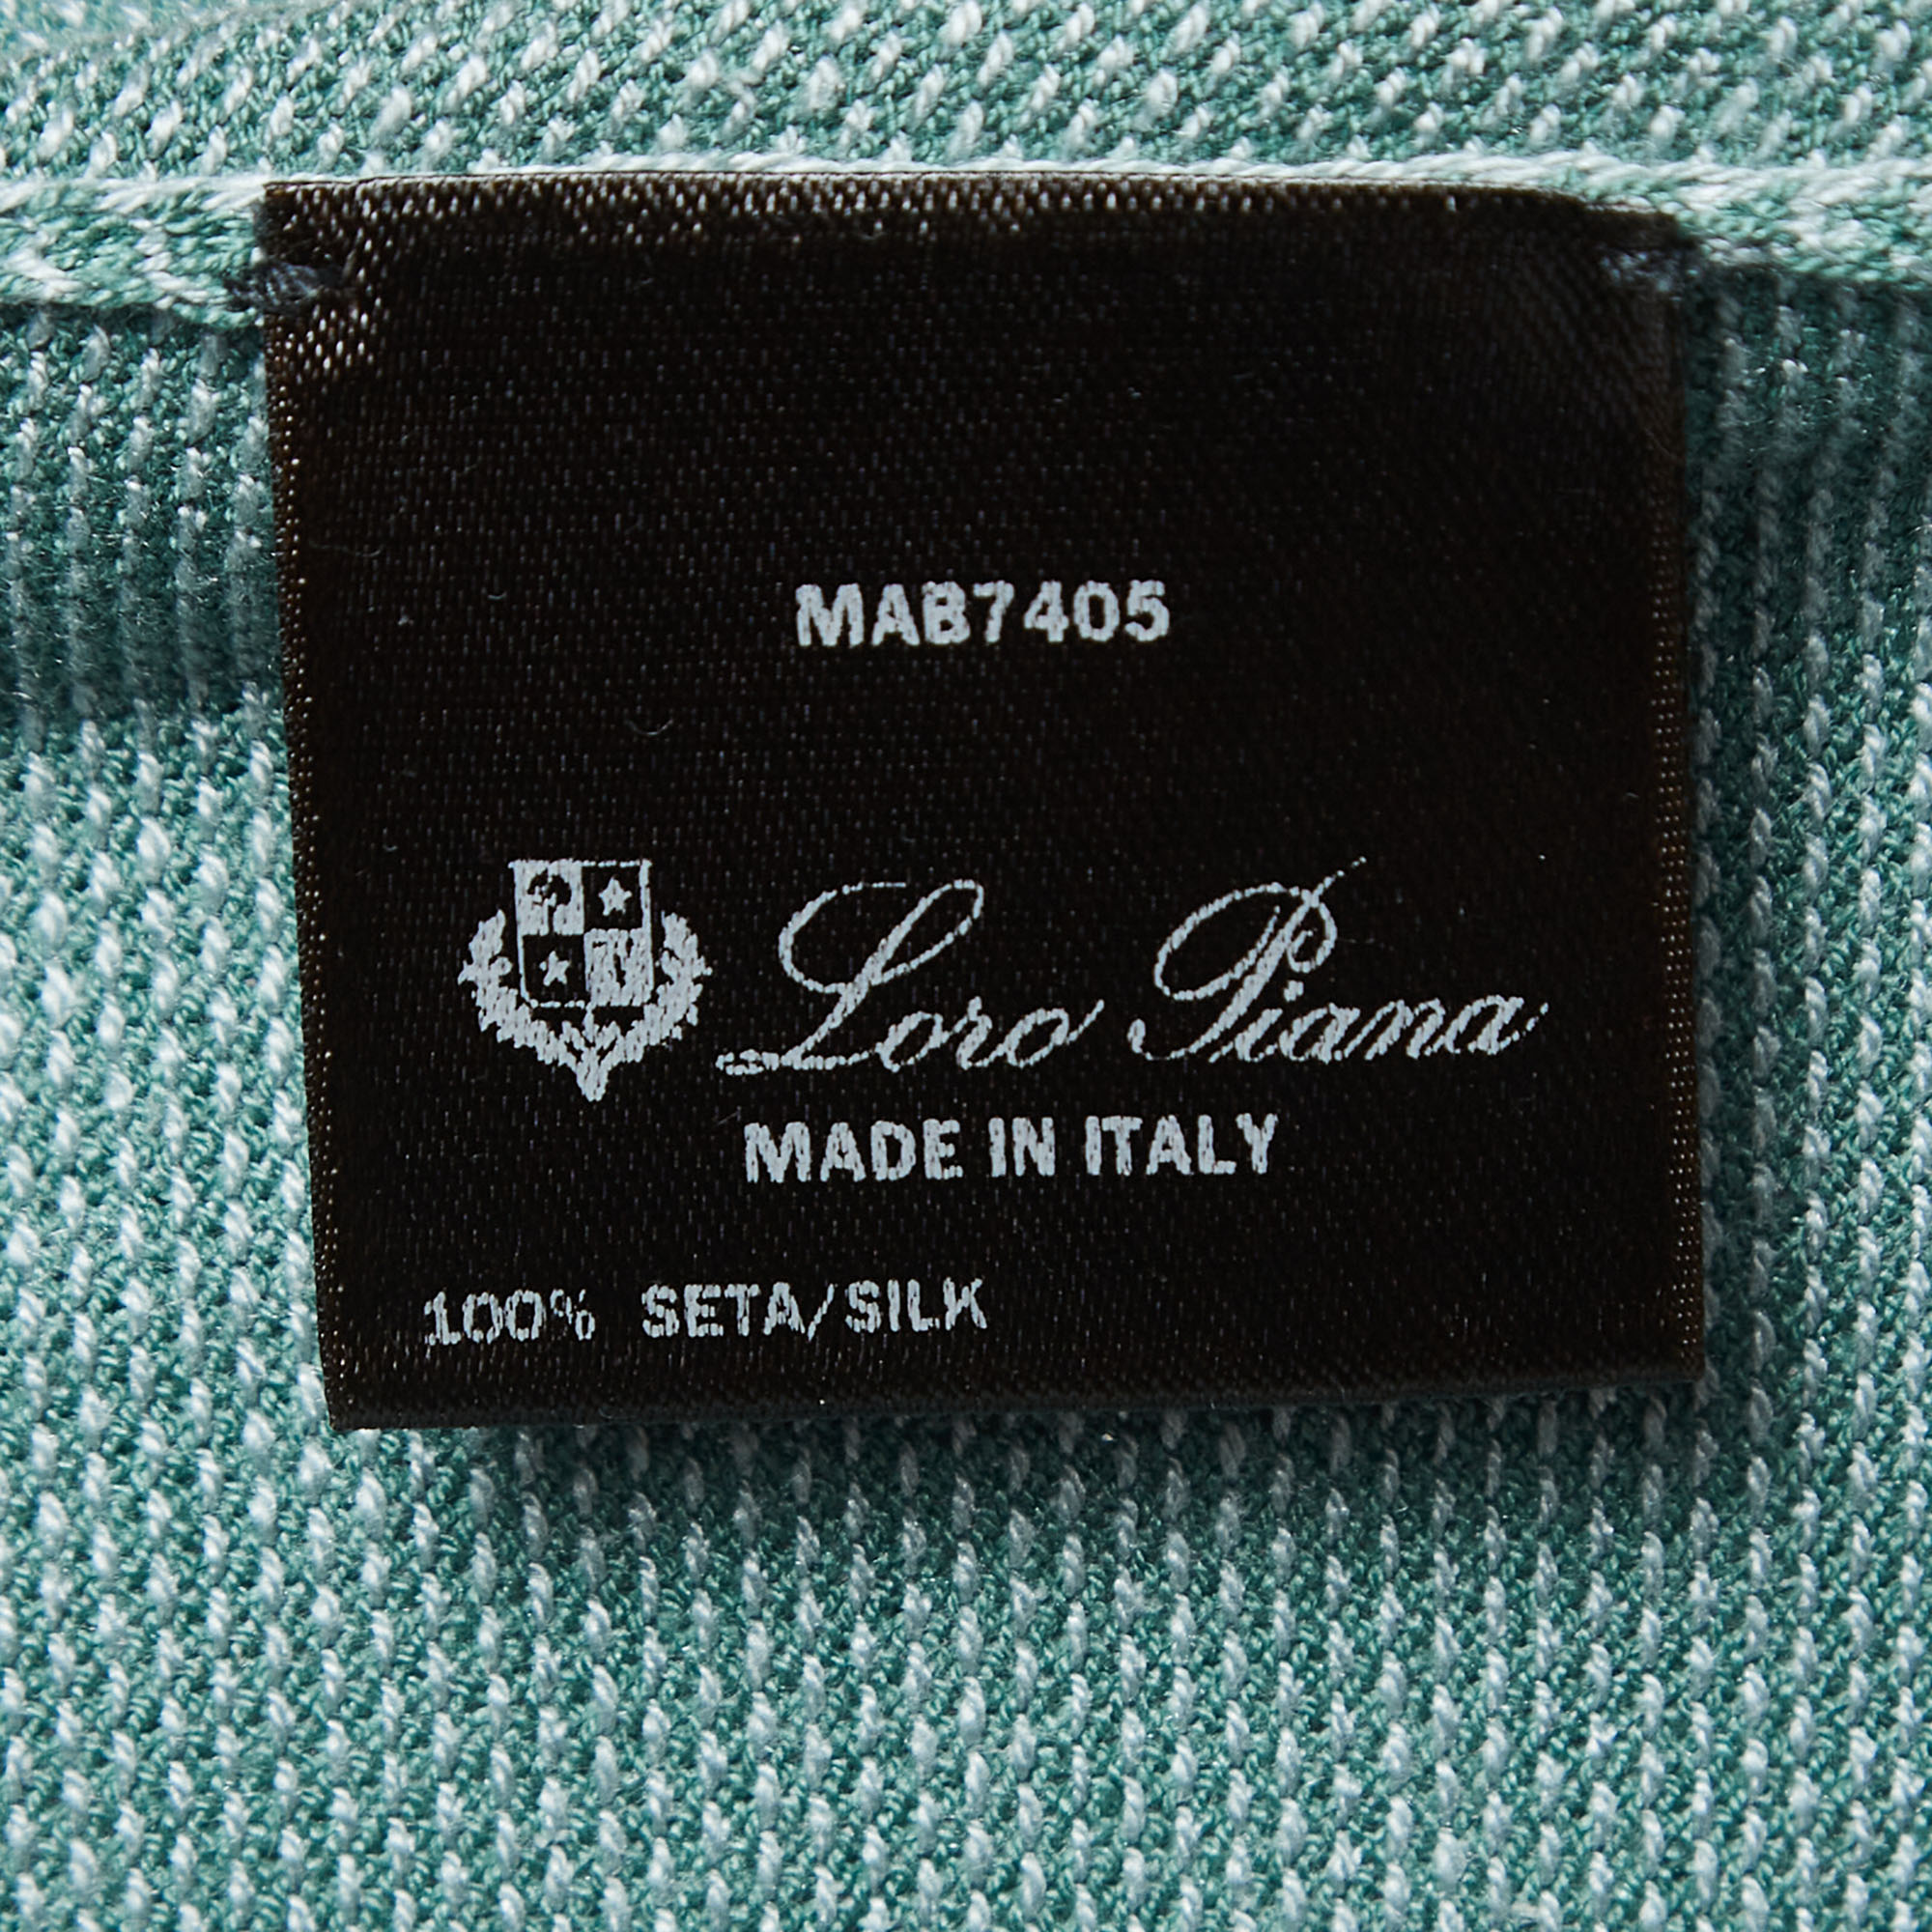 MAB7405
Loro Piana
MADE IN ITALY
100% SETA/SILK